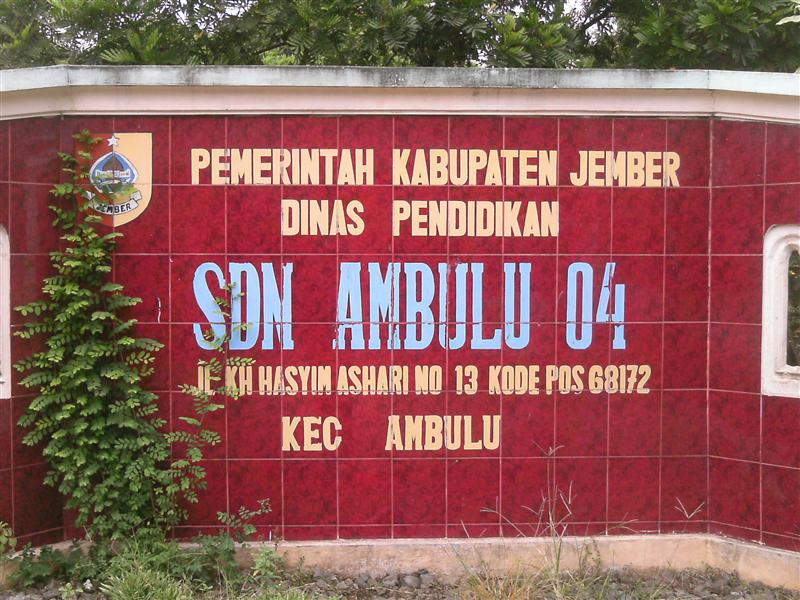 PEMERINTAH KABUPATEN JEMBER
DINAS PENDIDIKAN
SDN AMBULU 04
JL KH HASYIM ASHARI NO 13 KODE POS 68172
KEC AMBULU
JEMBER